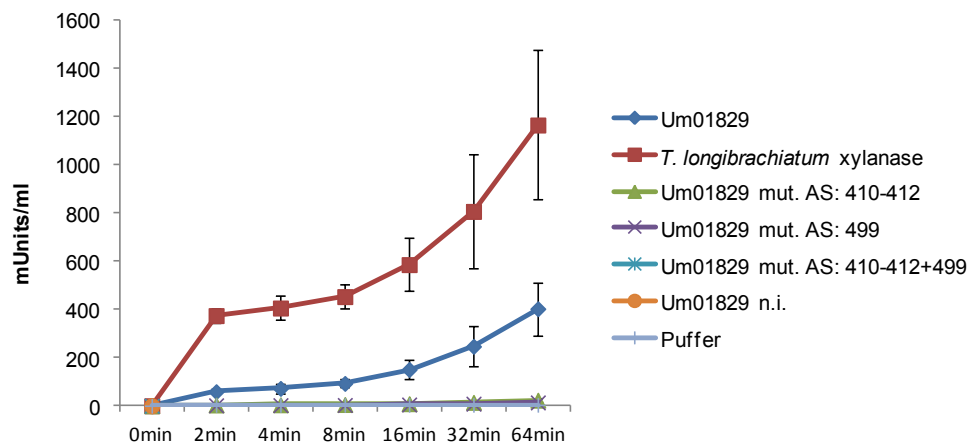 1600
1400
1200
1000
800
600
400
200
0
mUnits/ml
0min 2min 4min 8min 16min 32min 64min
Um01829
T. longibrachiatum xylanase
Um01829 mut. AS: 410-412
Um01829 mut. AS: 499
Um01829 mut. AS: 410-412+499
Um01829 n.i.
Puffer